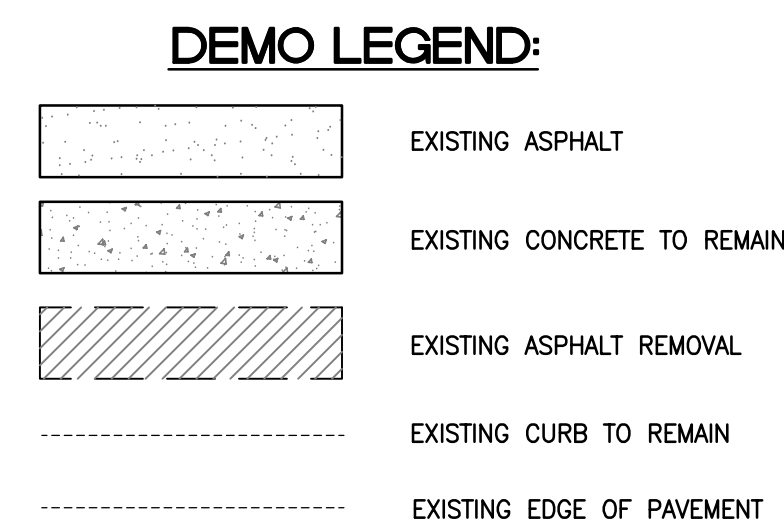 DEMO LEGEND:
EXISTING ASPHALT
EXISTING CONCRETE TO REMAIN
EXISTING ASPHALT REMOVAL
EXISTING CURB TO REMAIN
EXISTING EDGE OF PAVEMENT